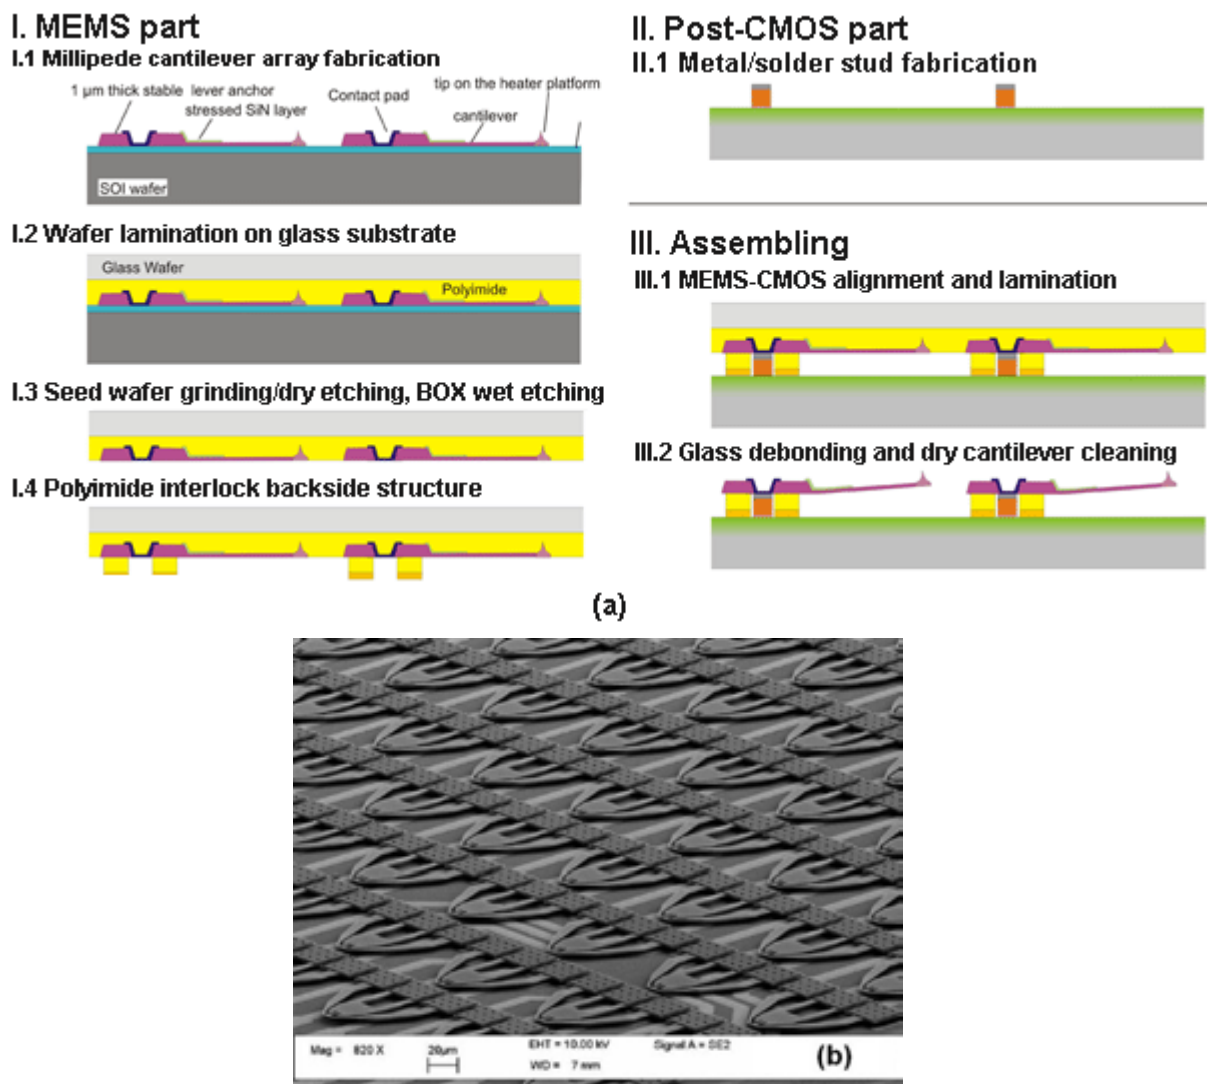 I. MEMS part
I.1 Millipede cantilever array fabrication
1 µm thick stable lever anchor
stressed SiN layer
Contact pad
tip on the heater platform
cantilever
SOI wafer
I.2 Wafer lamination on glass substrate
Glass Wafer
Polyimide
I.3 Seed wafer grinding/dry etching, BOX wet etching
I.4 Polyimide interlock backside structure
II. Post-CMOS part
II.1 Metal/solder stud fabrication
III. Assembling
III.1 MEMS-CMOS alignment and lamination
III.2 Glass debonding and dry cantilever cleaning
(a)
Mag = 820 X
20µm
EHT = 10.00 kV
WD = 7 mm
Signal A = SE2
(b)